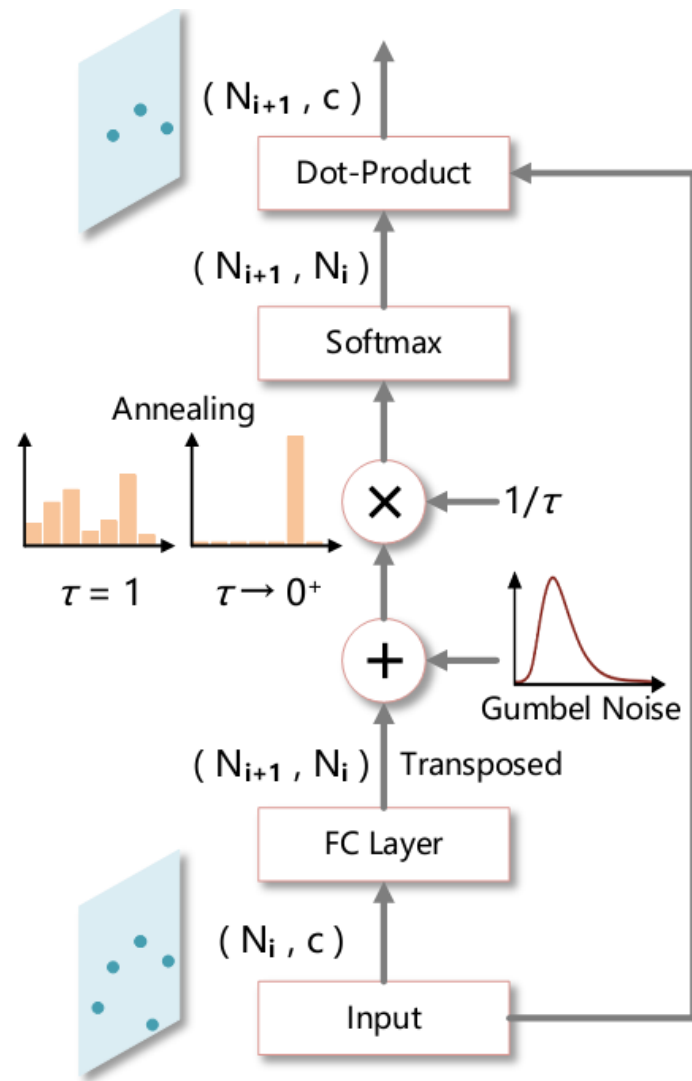 ( Nᵢ₊₁ , c )
Dot-Product
( Nᵢ₊₁ , Nᵢ )
Softmax
Annealing
1/τ
τ = 1
τ → 0⁺
Gumbel Noise
( Nᵢ₊₁ , Nᵢ )
Transposed
FC Layer
( Nᵢ , c )
Input